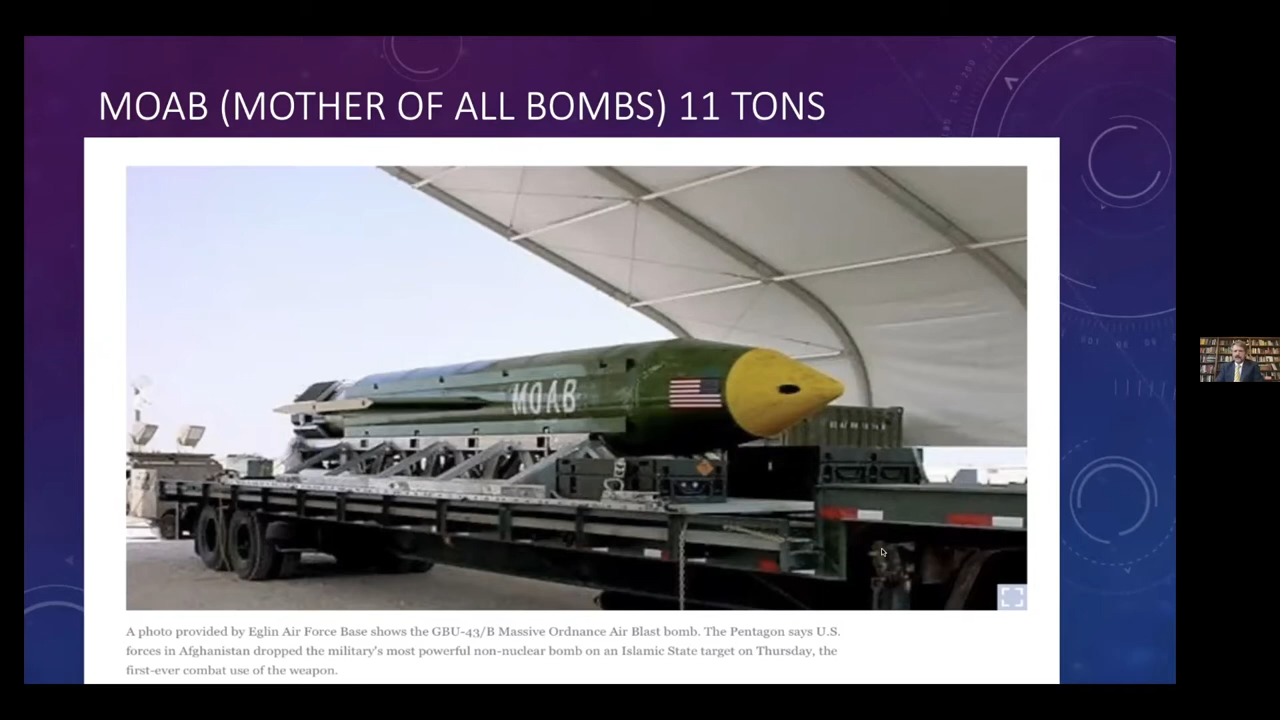 MOAB (MOTHER OF ALL BOMBS) 11 TONS
MOAB
A photo provided by Eglin Air Force Base shows the GBU-43/B Massive Ordnance Air Blast bomb. The Pentagon says U.S.
forces in Afghanistan dropped the military's most powerful non-nuclear bomb on an Islamic State target on Thursday, the
first-ever combat use of the weapon.